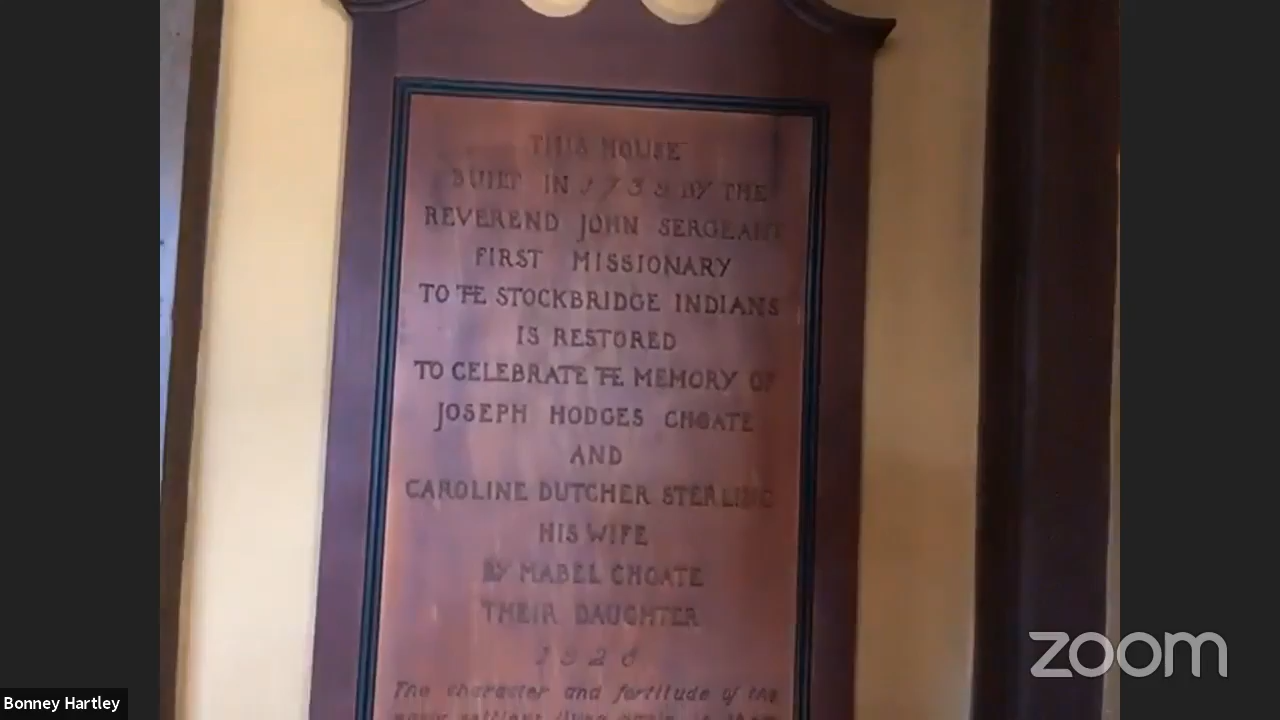 THIS HOUSE
BUILT IN 1738 BY THE
REVEREND JOHN SERGEANT
FIRST MISSIONARY
TO THE STOCKBRIDGE INDIANS
IS RESTORED
TO CELEBRATE THE MEMORY OF
JOSEPH HODGES CHOATE
AND
CAROLINE DUTCHER STERLING
HIS WIFE
BY MABEL CHOATE
THEIR DAUGHTER
The character and fortitude of the
zoom
Bonney Hartley